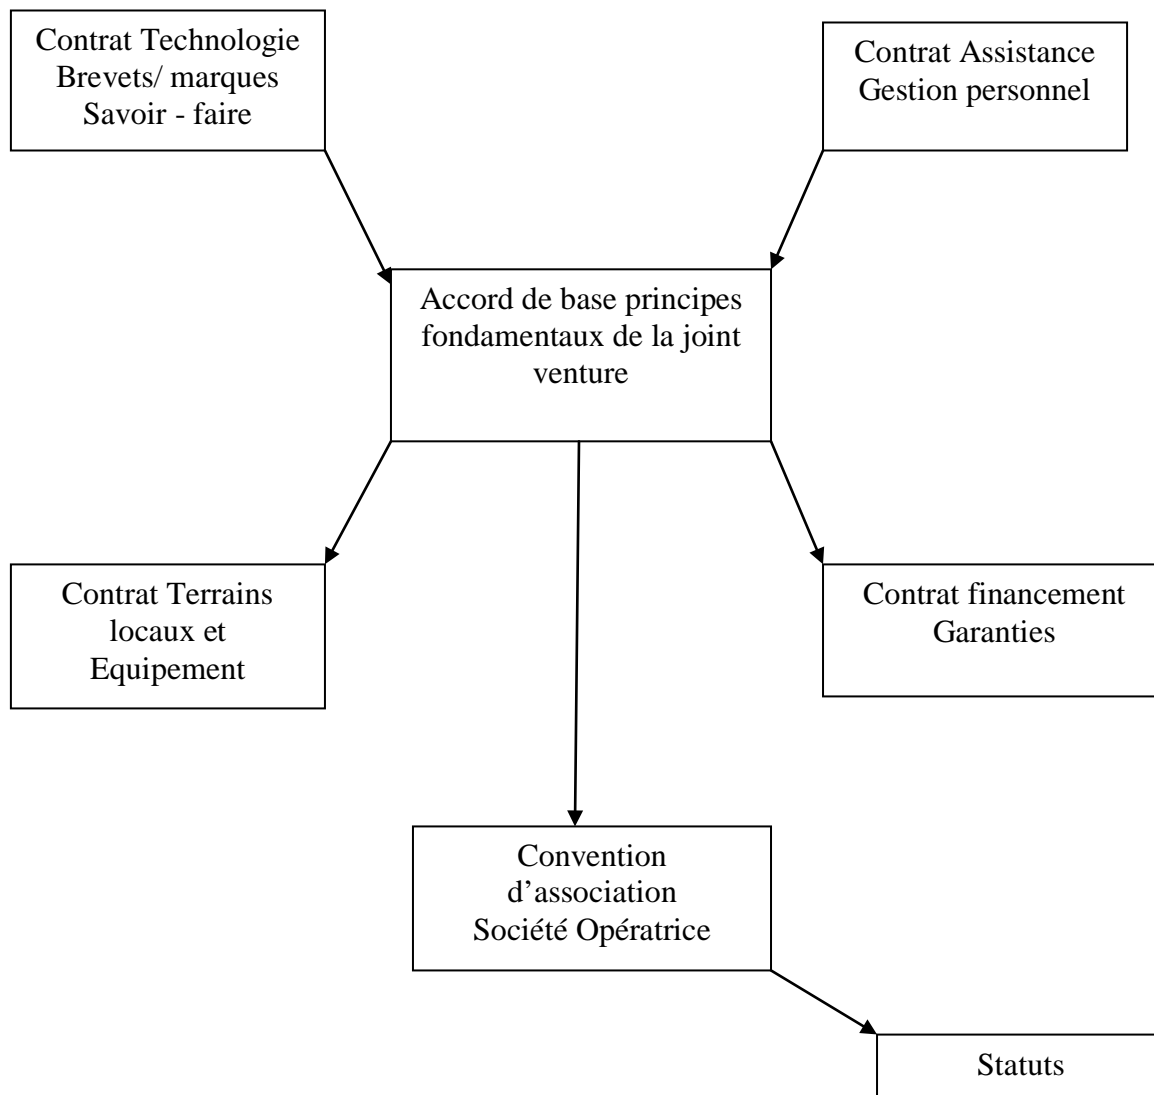 Contrat Technologie
Brevets/ marques
Savoir - faire
Contrat Assistance
Gestion personnel
Accord de base principes
fondamentaux de la joint
venture
Contrat Terrains
locaux et
Equipement
Contrat financement
Garanties
Convention
d’association
Société Opératrice
Statuts